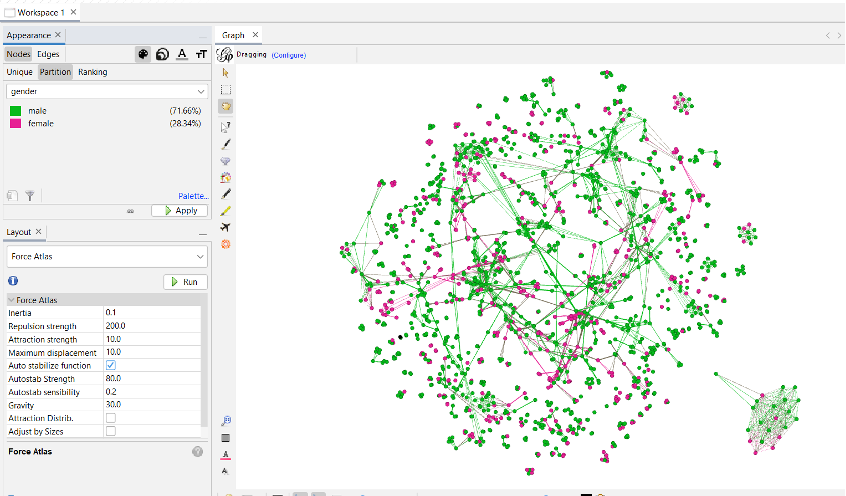 Workspace 1
Appearance
Graph
Nodes Edges
Dragging (Configure)
Unique Partition Ranking
gender
male (71.66%)
female (28.34%)
Palette...
Apply
Layout
Force Atlas
Run
Force Atlas
Inertia 0.1
Repulsion strength 200.0
Attraction strength 10.0
Maximum displacement 10.0
Auto stabilize function
Autostab Strength 80.0
Autostab sensibility 0.2
Gravity 30.0
Attraction Distrib.
Adjust by Sizes
Force Atlas